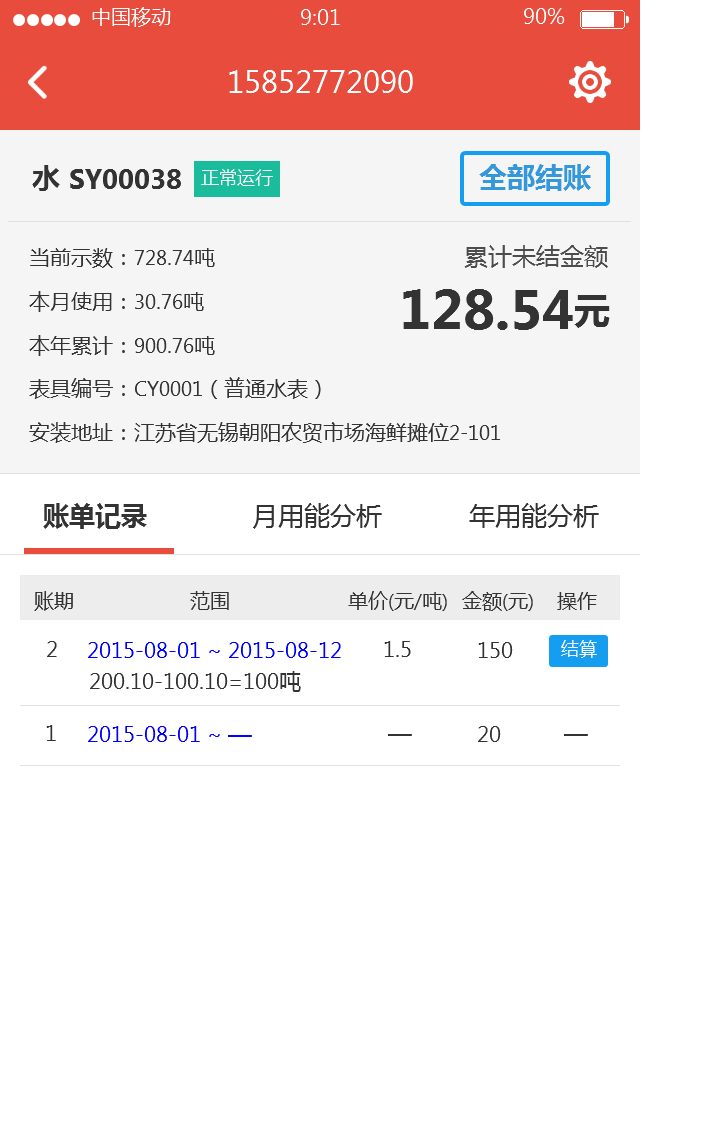 中国移动 9:01 90%
15852772090
水 SY00038 正常运行 全部结账
当前示数：728.74吨 累计未结金额
本月使用：30.76吨 128.54元
本年累计：900.76吨
表具编号：CY0001（普通水表）
安装地址：江苏省无锡朝阳农贸市场海鲜摊位2-101
账单记录 月用能分析 年用能分析
账期 范围 单价(元/吨) 金额(元) 操作
2 2015-08-01 ~ 2015-08-12 1.5 150 结算
200.10-100.10=100吨
1 2015-08-01 ~ — — 20 —